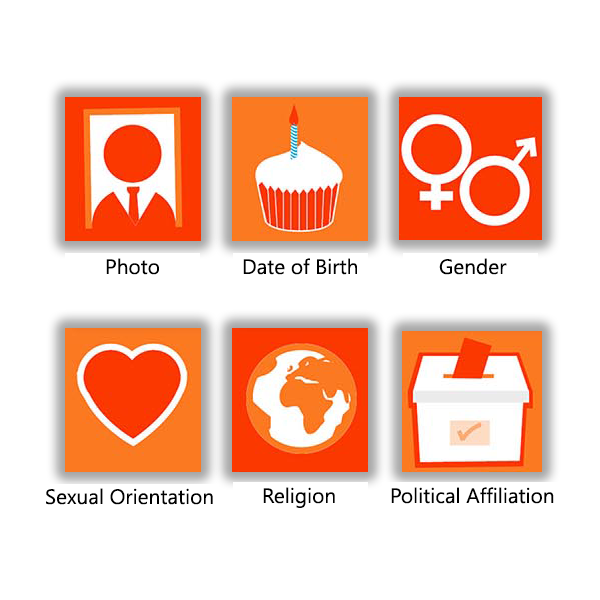 Photo
Date of Birth
Gender
Sexual Orientation
Religion
Political Affiliation